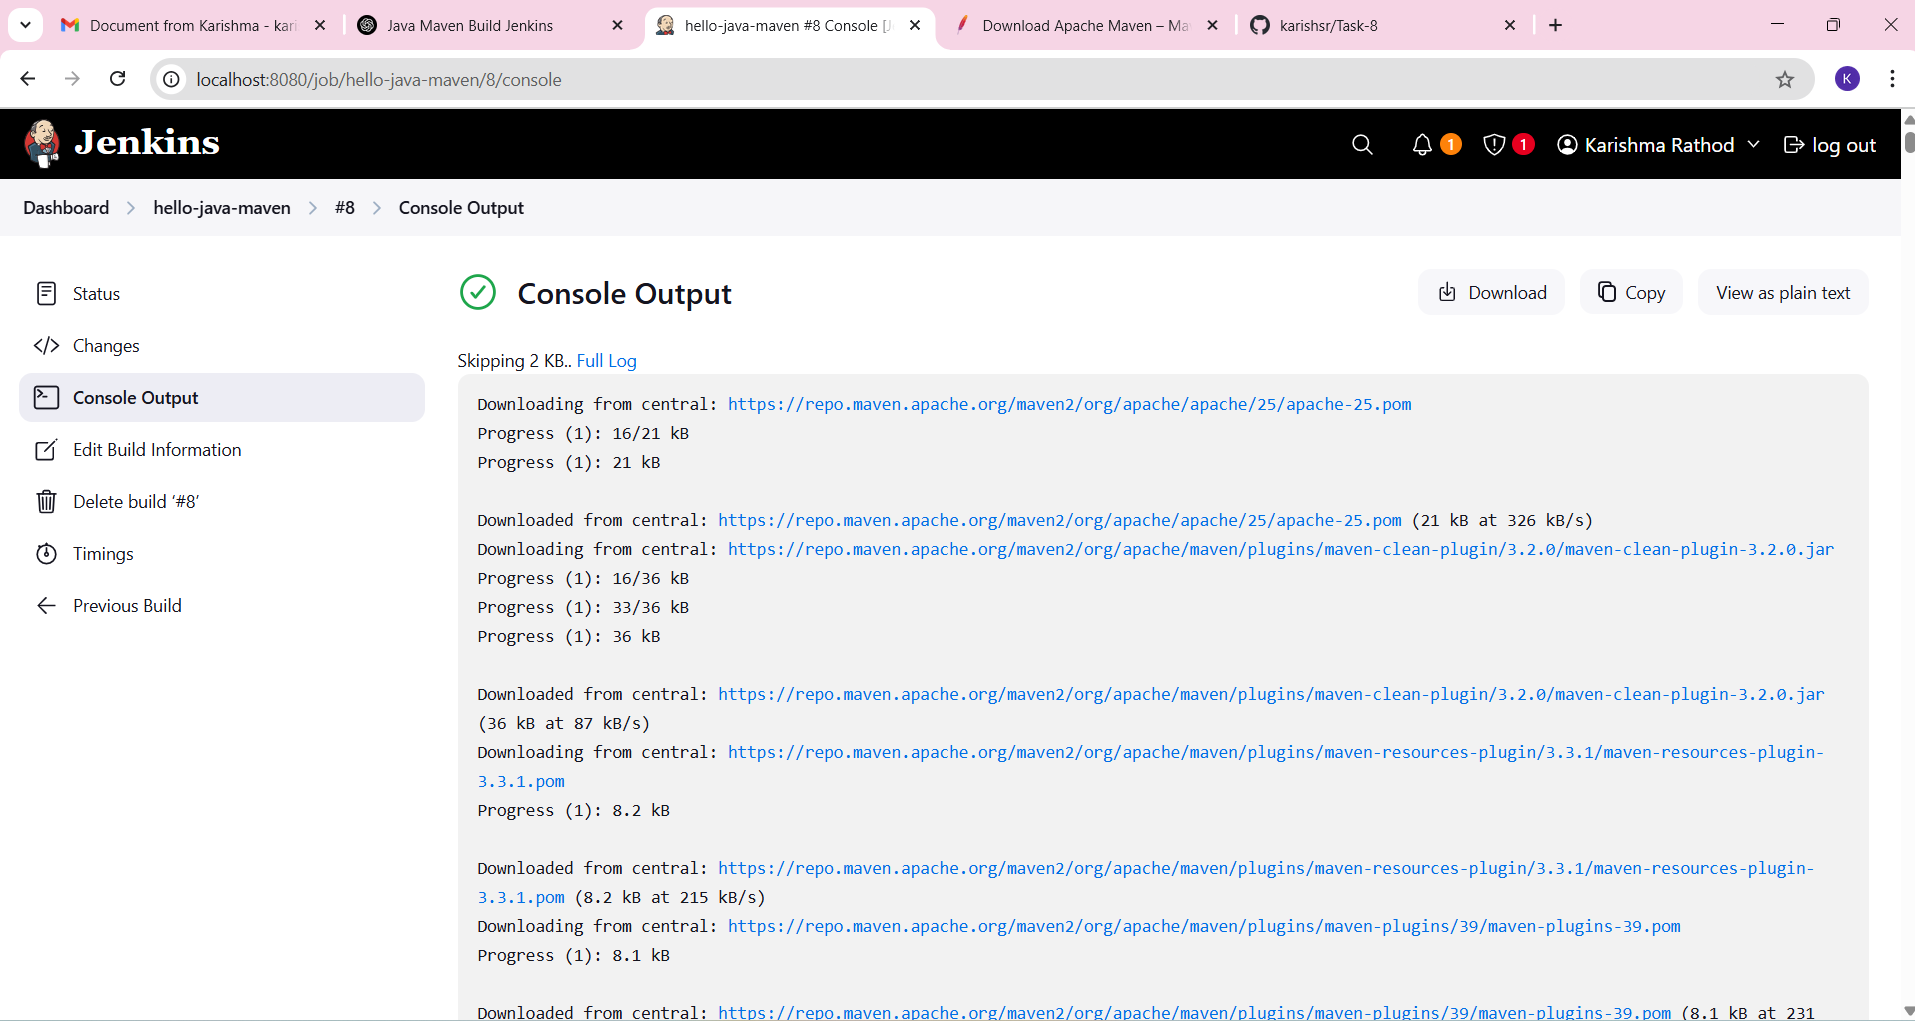 Document from Karishma - kari
Java Maven Build Jenkins
hello-java-maven #8 Console [J
Download Apache Maven – Ma
karishsr/Task-8
localhost:8080/job/hello-java-maven/8/console
K
Jenkins
1
1
Karishma Rathod
log out
Dashboard
hello-java-maven
#8
Console Output
Status
Changes
Console Output
Edit Build Information
Delete build ‘#8’
Timings
Previous Build
Console Output
Download
Copy
View as plain text
Skipping 2 KB.. Full Log
Downloading from central: https://repo.maven.apache.org/maven2/org/apache/apache/25/apache-25.pom
Progress (1): 16/21 kB
Progress (1): 21 kB
Downloaded from central: https://repo.maven.apache.org/maven2/org/apache/apache/25/apache-25.pom (21 kB at 326 kB/s)
Downloading from central: https://repo.maven.apache.org/maven2/org/apache/maven/plugins/maven-clean-plugin/3.2.0/maven-clean-plugin-3.2.0.jar
Progress (1): 16/36 kB
Progress (1): 33/36 kB
Progress (1): 36 kB
Downloaded from central: https://repo.maven.apache.org/maven2/org/apache/maven/plugins/maven-clean-plugin/3.2.0/maven-clean-plugin-3.2.0.jar
(36 kB at 87 kB/s)
Downloading from central: https://repo.maven.apache.org/maven2/org/apache/maven/plugins/maven-resources-plugin/3.3.1/maven-resources-plugin-
3.3.1.pom
Progress (1): 8.2 kB
Downloaded from central: https://repo.maven.apache.org/maven2/org/apache/maven/plugins/maven-resources-plugin/3.3.1/maven-resources-plugin-
3.3.1.pom (8.2 kB at 215 kB/s)
Downloading from central: https://repo.maven.apache.org/maven2/org/apache/maven/plugins/maven-plugins/39/maven-plugins-39.pom
Progress (1): 8.1 kB
Downloaded from central: https://repo.maven.apache.org/maven2/org/apache/maven/plugins/maven-plugins/39/maven-plugins-39.pom (8.1 kB at 231